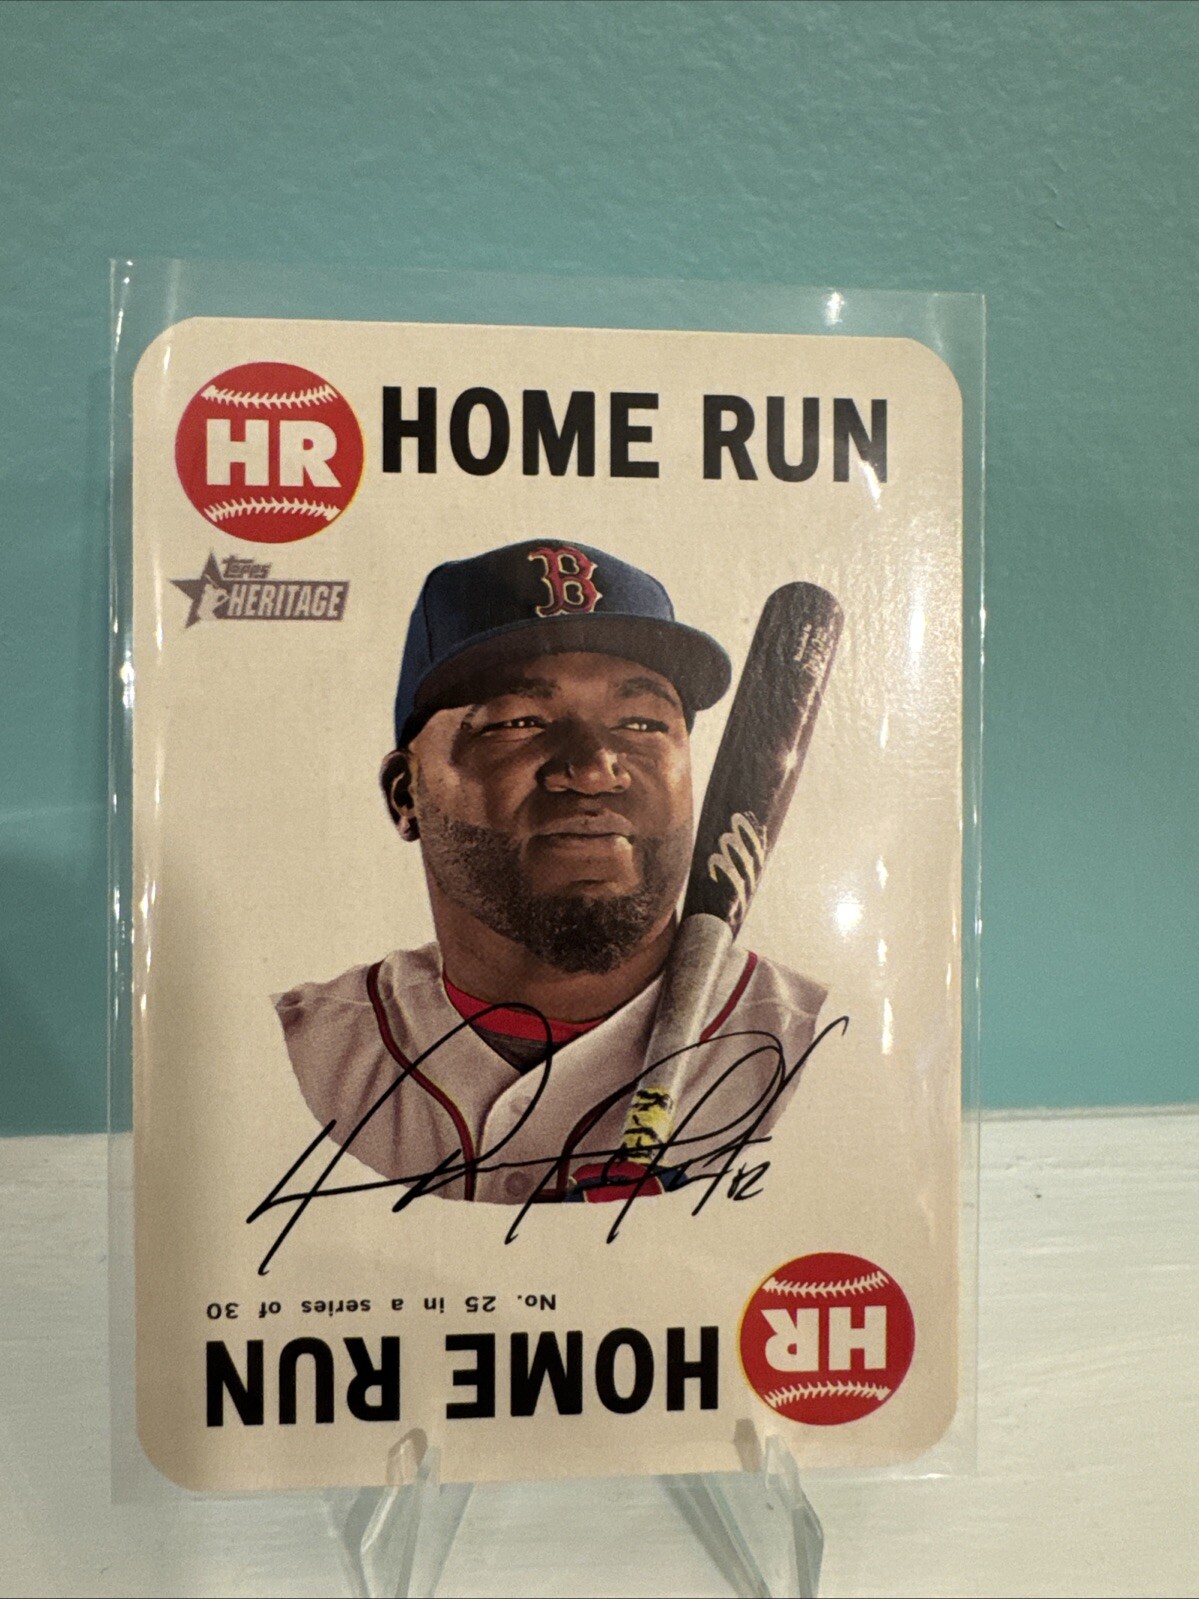 HR
HOME RUN
Topps
HERITAGE
B
No. 25 in a series of 30
HOME RUN
HR